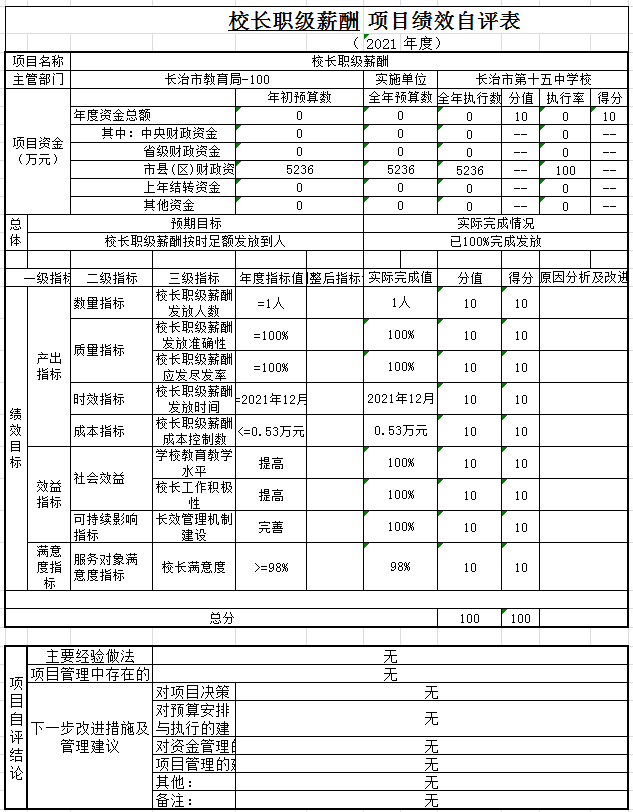 校长职级薪酬 项目绩效自评表
（ 2021 年度）
项目名称 校长职级薪酬
主管部门 长治市教育局-100 实施单位 长治市第十五中学校
项目资金（万元） 年初预算数 全年预算数 全年执行数 分值 执行率 得分
年度资金总额 0 0 0 10 0 10
其中: 中央财政资金 0 0 0 -- 0 --
省级财政资金 0 0 0 -- 0 --
市县(区)财政资 5236 5236 5236 -- 100 --
上年结转资金 0 0 0 -- 0 --
其他资金 0 0 0 -- 0 --
总体 预期目标 实际完成情况
校长职级薪酬按时足额发放到人 已100%完成发放
一级指标 二级指标 三级指标 年度指标值 整后指标 实际完成值 分值 得分 原因分析及改进
绩效目标 产出指标 数量指标 校长职级薪酬发放人数 =1人 1人 10 10
质量指标 校长职级薪酬发放准确性 =100% 100% 10 10
校长职级薪酬应发尽发率 =100% 100% 10 10
时效指标 校长职级薪酬发放时间 =2021年12月 2021年12月 10 10
成本指标 校长职级薪酬成本控制数 <=0.53万元 0.53万元 10 10
效益指标 社会效益 学校教育教学水平 提高 100% 10 10
校长工作积极性 提高 100% 10 10
可持续影响指标 长效管理机制建设 完善 100% 10 10
满意度指标 服务对象满意度指标 校长满意度 >=98% 98% 10 10
总分 100 100
项目自评结论 主要经验做法 无
项目管理中存在的 无
下一步改进措施及管理建议 对项目决策 无
对预算安排与执行的建 无
对资金管理的 无
项目管理的建 无
其他: 无
备注: 无